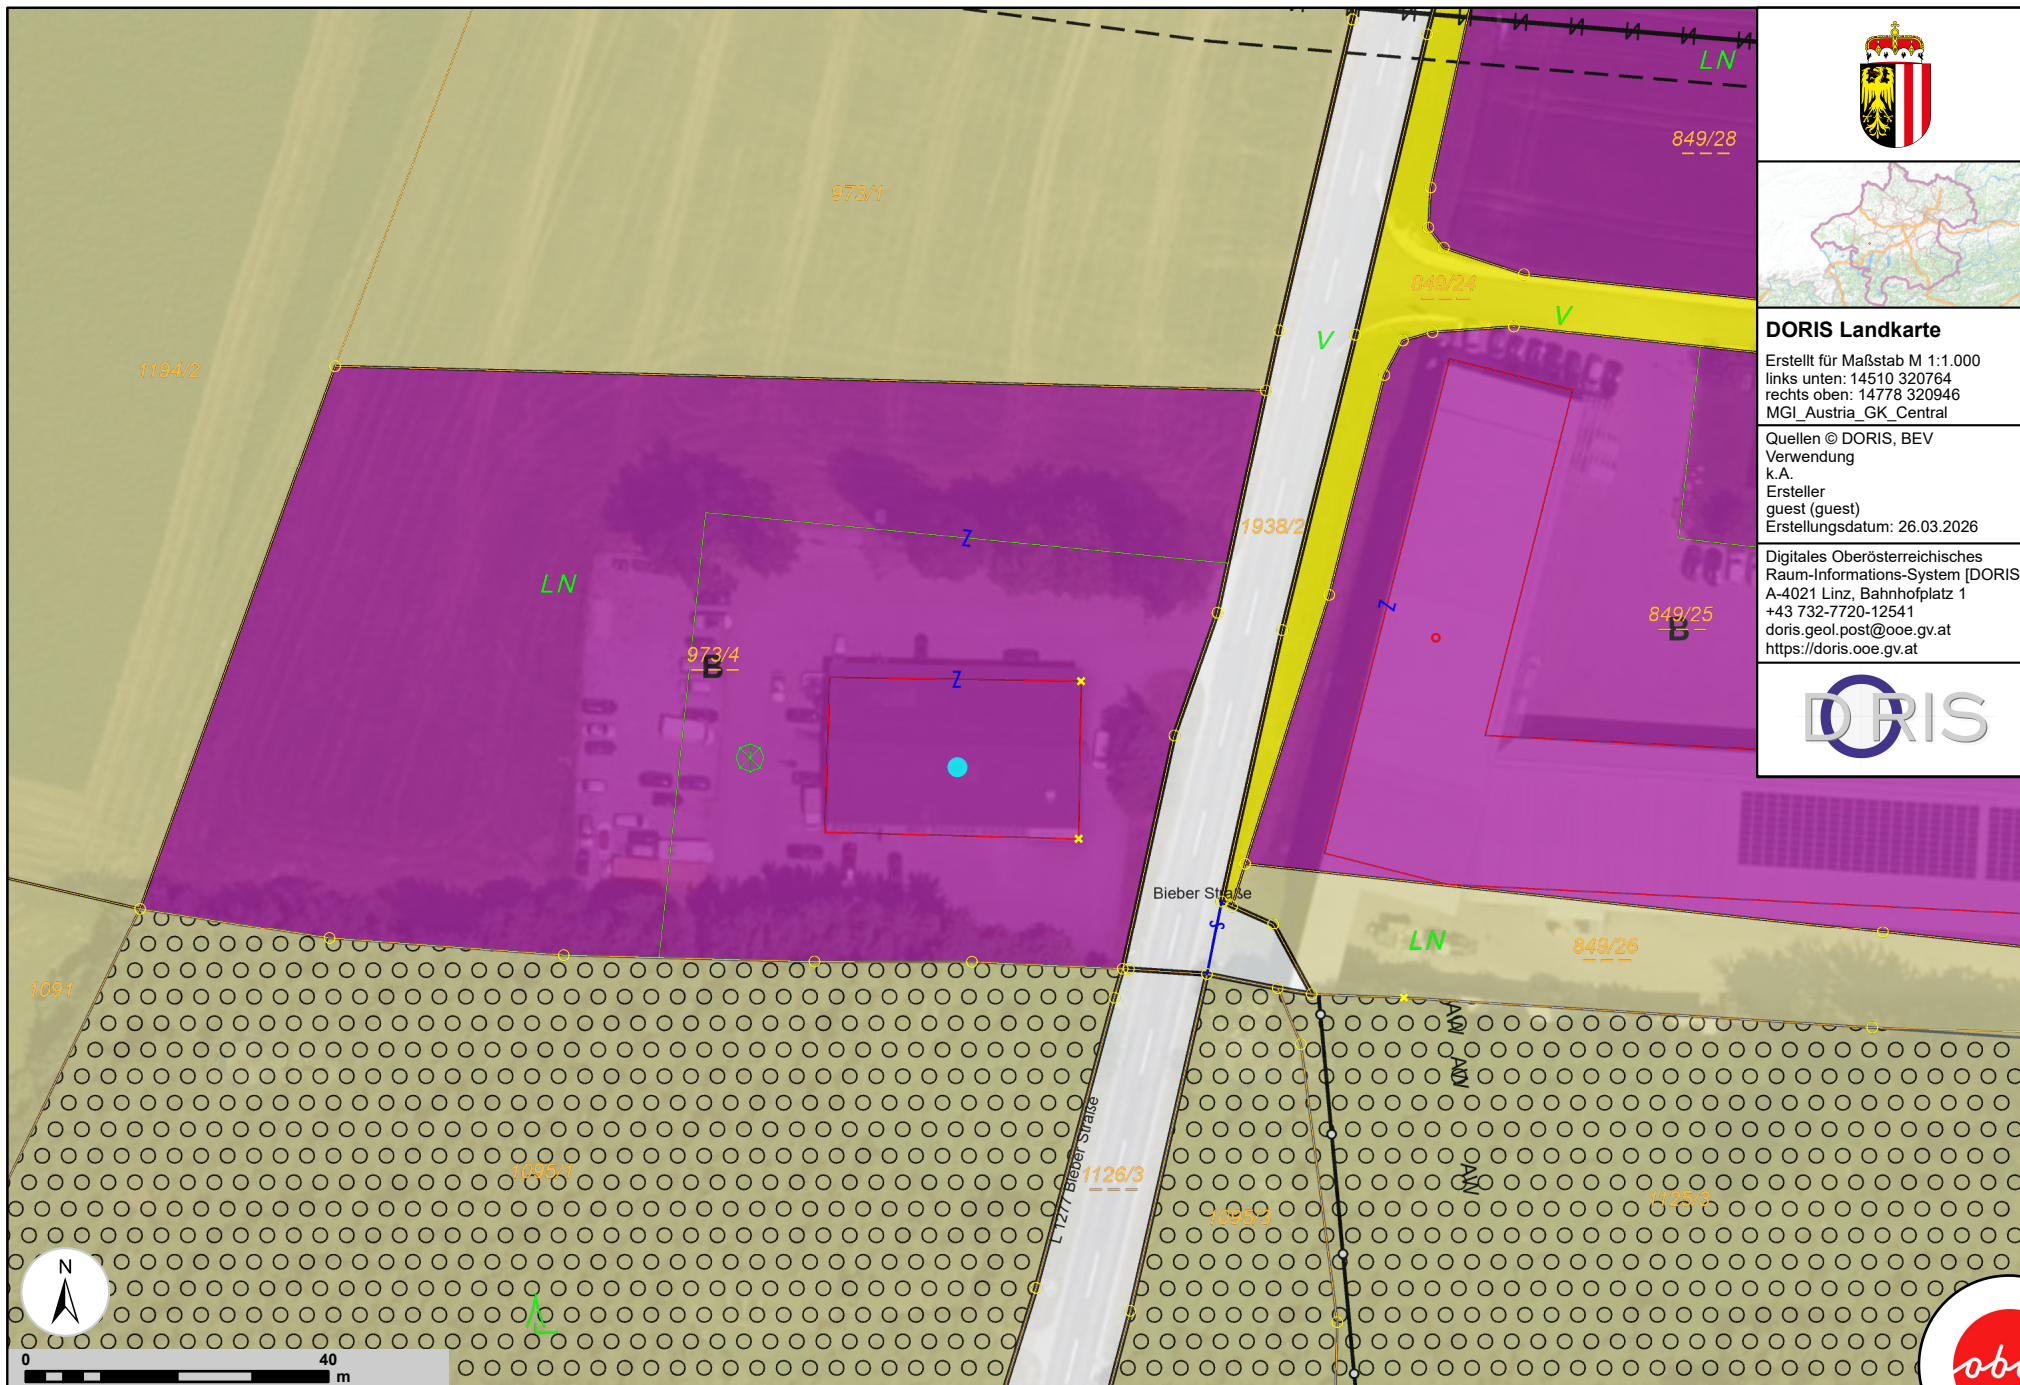 LN
849/28
973/1
849/24
V
V
1194/2
1938/2
Z
LN
Z
849/25
B
973/4
B
Z
Bieber Straße
S
LN
849/26
1091
AW
AW
AW
L 1277 Bieber Straße
1095/1
1126/3
1095/3
1125/3
N
0 40
m
DORIS Landkarte
Erstellt für Maßstab M 1:1.000
links unten: 14510 320764
rechts oben: 14778 320946
MGI_Austria_GK_Central
Quellen © DORIS, BEV
Verwendung
k.A.
Ersteller
guest (guest)
Erstellungsdatum: 26.03.2026
Digitales Oberösterreichisches
Raum-Informations-System [DORIS
A-4021 Linz, Bahnhofplatz 1
+43 732-7720-12541
doris.geol.post@ooe.gv.at
https://doris.ooe.gv.at
DORIS